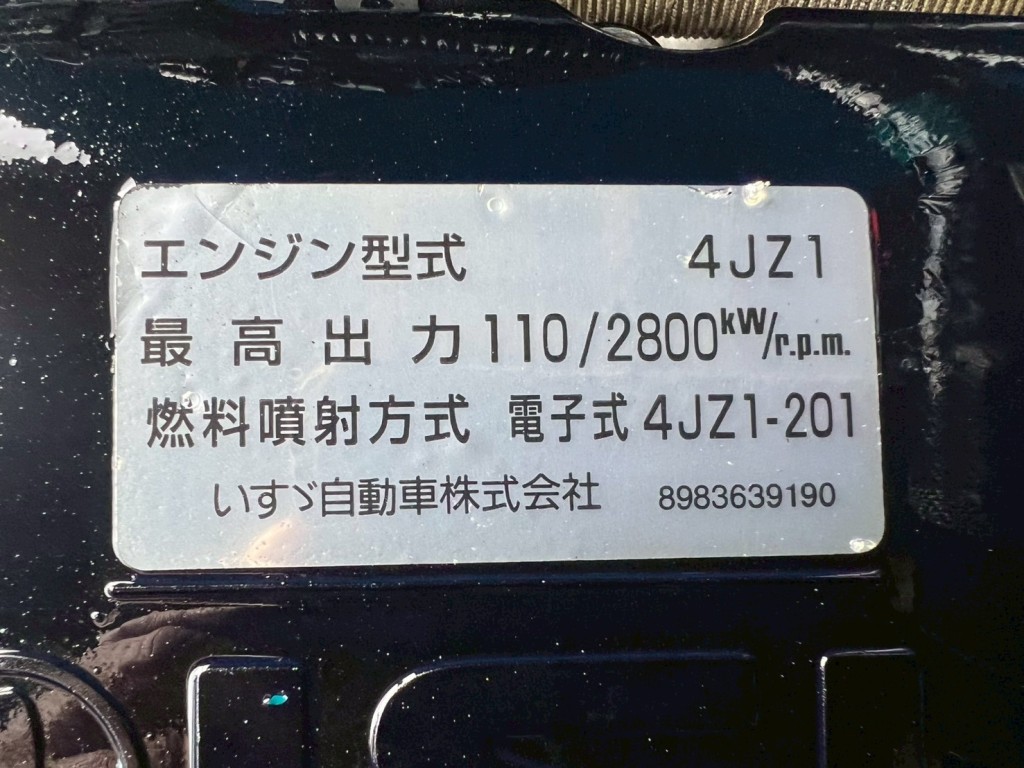 エンジン型式 4JZ1
最高出力 110/2800kW/r.p.m.
燃料噴射方式 電子式 4JZ1-201
いすゞ自動車株式会社 8983639190